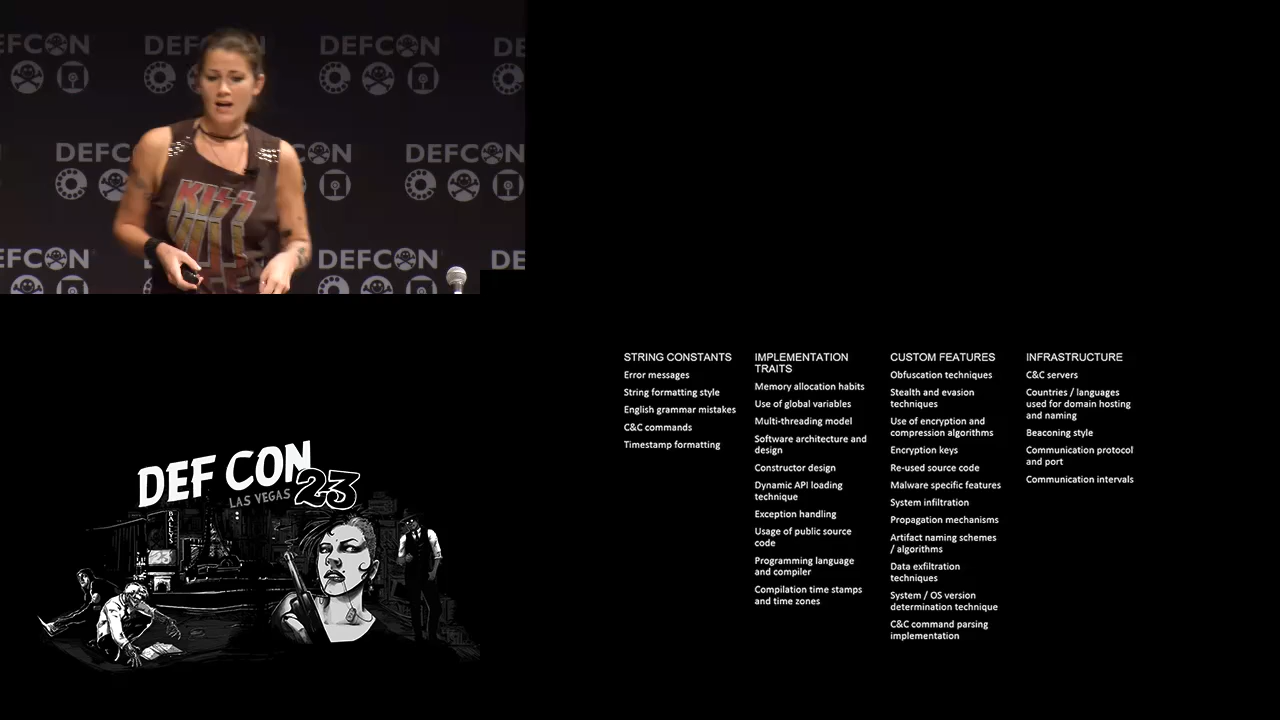 DEFCON DEFCON DEFCON DE
DEFCON DEFCON DEFCON
KISS
DEFCON DEFCON DEFCON DE
DEF CON 23
LAS VEGAS
BALLYS
23
STRING CONSTANTS
Error messages
String formatting style
English grammar mistakes
C&C commands
Timestamp formatting
IMPLEMENTATION
TRAITS
Memory allocation habits
Use of global variables
Multi-threading model
Software architecture and
design
Constructor design
Dynamic API loading
technique
Exception handling
Usage of public source
code
Programming language
and compiler
Compilation time stamps
and time zones
CUSTOM FEATURES
Obfuscation techniques
Stealth and evasion
techniques
Use of encryption and
compression algorithms
Encryption keys
Re-used source code
Malware specific features
System infiltration
Propagation mechanisms
Artifact naming schemes
/ algorithms
Data exfiltration
techniques
System / OS version
determination technique
C&C command parsing
implementation
INFRASTRUCTURE
C&C servers
Countries / languages
used for domain hosting
and naming
Beaconing style
Communication protocol
and port
Communication intervals